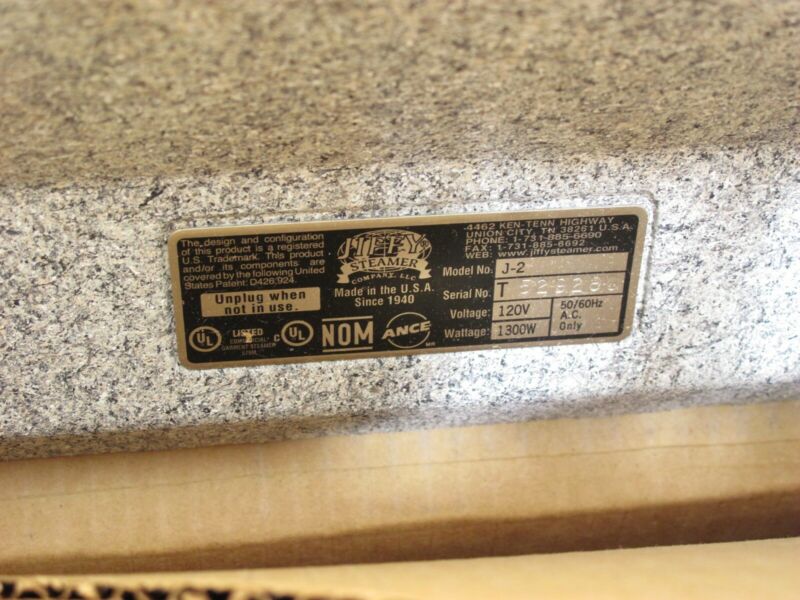 The design and configuration
of this product is a registered
U.S. Trademark. This product
and/or its components are
covered by the following United
States Patent: D426,924.
Unplug when
not in use.
UL
LISTED
COMMERCIAL
GARMENT STEAMER
C UL
JIFFY
STEAMER
COMPANY, LLC
Made in the U.S.A.
Since 1940
NOM
ANCE
MR
4462 KEN-TENN HIGHWAY
UNION CITY, TN 38261 U.S.A.
PHONE: 1-731-885-6690
FAX: 1-731-885-6692
WEB: www.jiffysteamer.com
Model No. J-2
Serial No. T
Voltage: 120V
Wattage: 1300W
50/60Hz
A.C.
Only